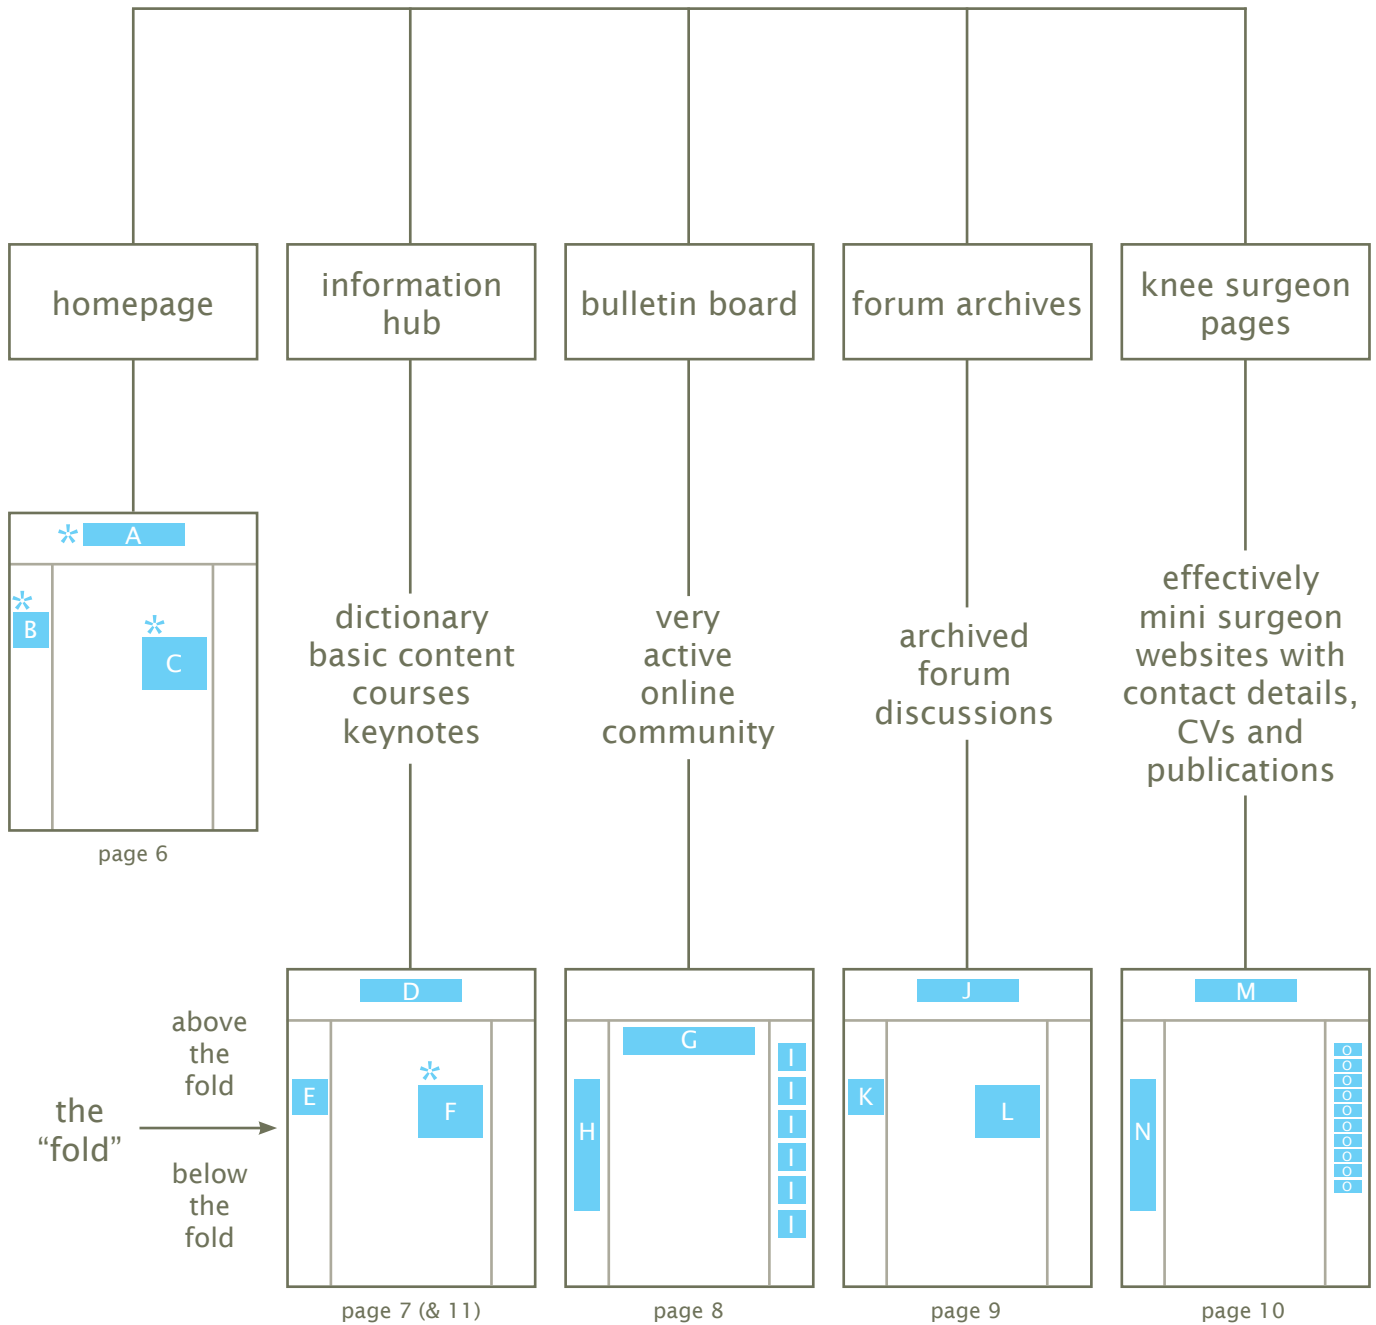 homepage
information
hub
bulletin board
forum archives
knee surgeon
pages
* A
* B
* C
page 6
dictionary
basic content
courses
keynotes
very
active
online
community
archived
forum
discussions
effectively
mini surgeon
websites with
contact details,
CVs and
publications
the
“fold”
above
the
fold
below
the
fold
D
E
* F
page 7 (& 11)
G
H
I
I
I
I
I
I
page 8
J
K
L
page 9
M
N
O
O
O
O
O
O
O
O
O
O
page 10